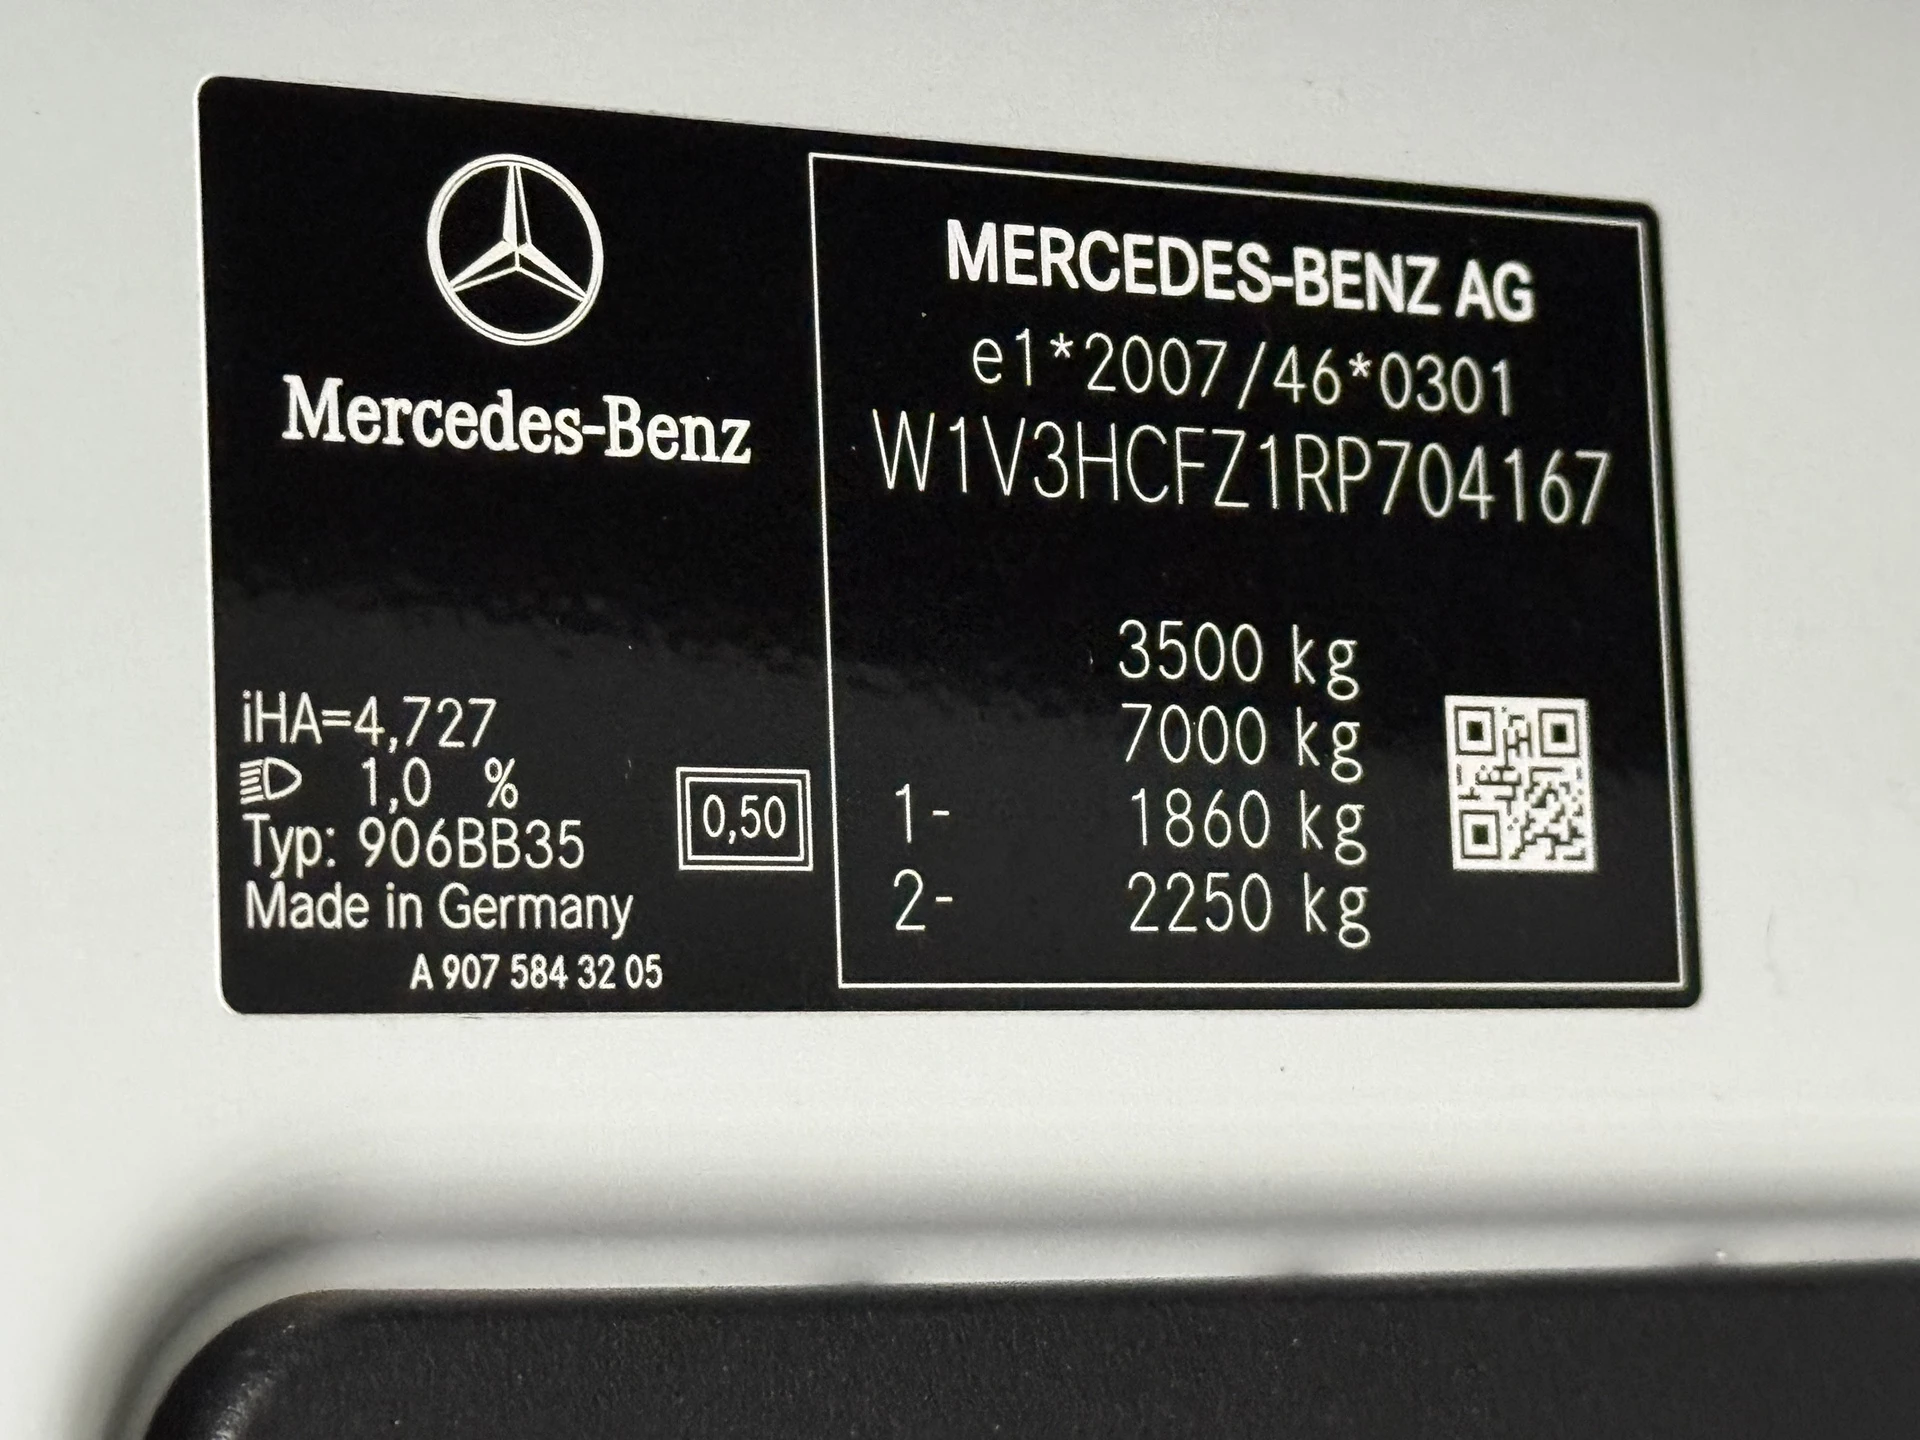 Mercedes-Benz
iHA=4,727
1,0 %
Typ: 906BB35
Made in Germany
A 907 584 32 05
0,50
MERCEDES-BENZ AG
e1*2007/46*0301
W1V3HCFZ1RP704167
3500 kg
7000 kg
1- 1860 kg
2- 2250 kg